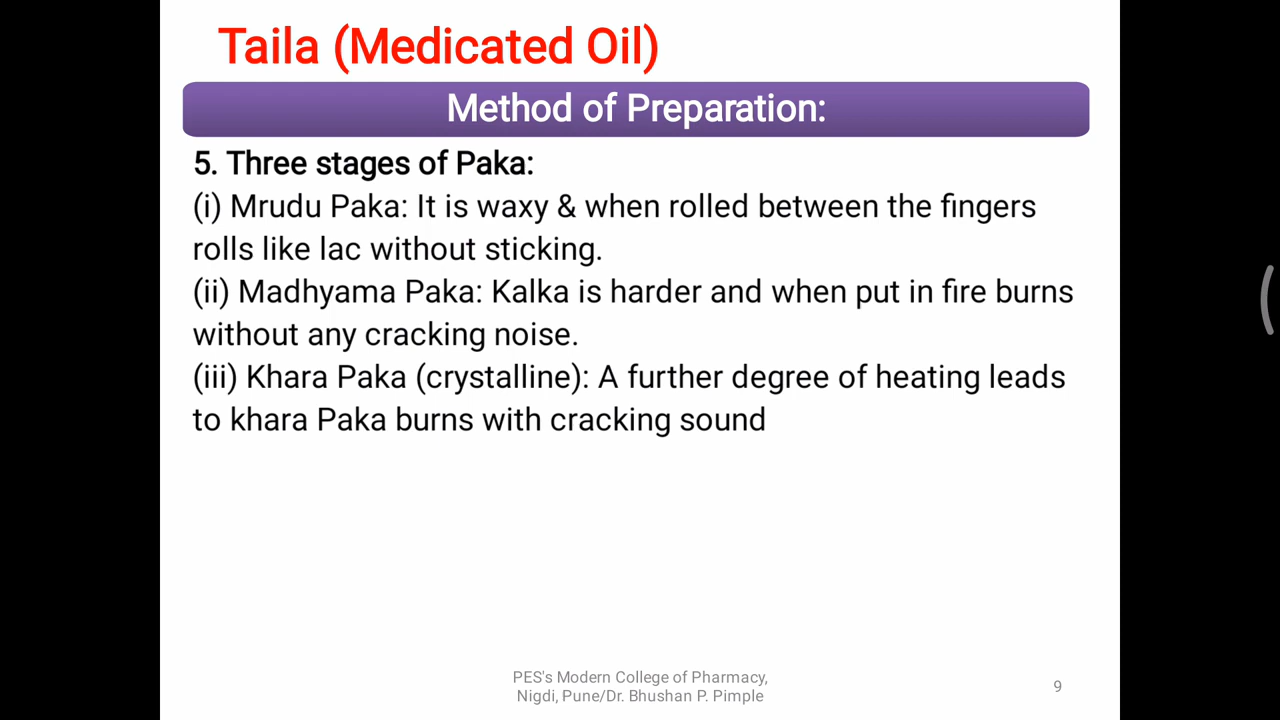 Taila (Medicated Oil)
Method of Preparation:
5. Three stages of Paka:
(i) Mrudu Paka: It is waxy & when rolled between the fingers
rolls like lac without sticking.
(ii) Madhyama Paka: Kalka is harder and when put in fire burns
without any cracking noise.
(iii) Khara Paka (crystalline): A further degree of heating leads
to khara Paka burns with cracking sound
PES's Modern College of Pharmacy,
Nigdi, Pune/Dr. Bhushan P. Pimple
9